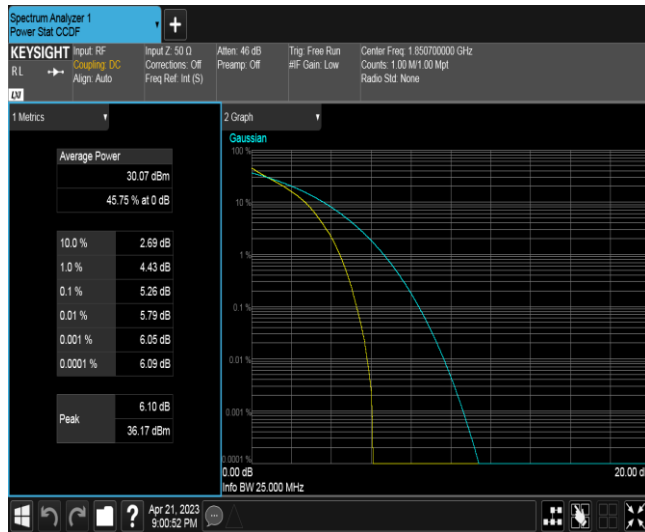 Spectrum Analyzer 1
Power Stat CCDF
+
KEYSIGHT
RL
LXI
Input: RF
Coupling: DC
Align: Auto
Input Z: 50 Ω
Corrections: Off
Freq Ref: Int (S)
Atten: 46 dB
Preamp: Off
Trig: Free Run
#IF Gain: Low
Center Freq: 1.850700000 GHz
Counts: 1.00 M/1.00 Mpt
Radio Std: None
1 Metrics
Average Power
30.07 dBm
45.75 % at 0 dB
10.0 % 2.69 dB
1.0 % 4.43 dB
0.1 % 5.26 dB
0.01 % 5.79 dB
0.001 % 6.05 dB
0.0001 % 6.09 dB
Peak
6.10 dB
36.17 dBm
2 Graph
Gaussian
100 %
10 %
1 %
0.1 %
0.01 %
0.001 %
0.0001 %
0.00 dB
20.00 d
Info BW 25.000 MHz
?
Apr 21, 2023
9:00:52 PM